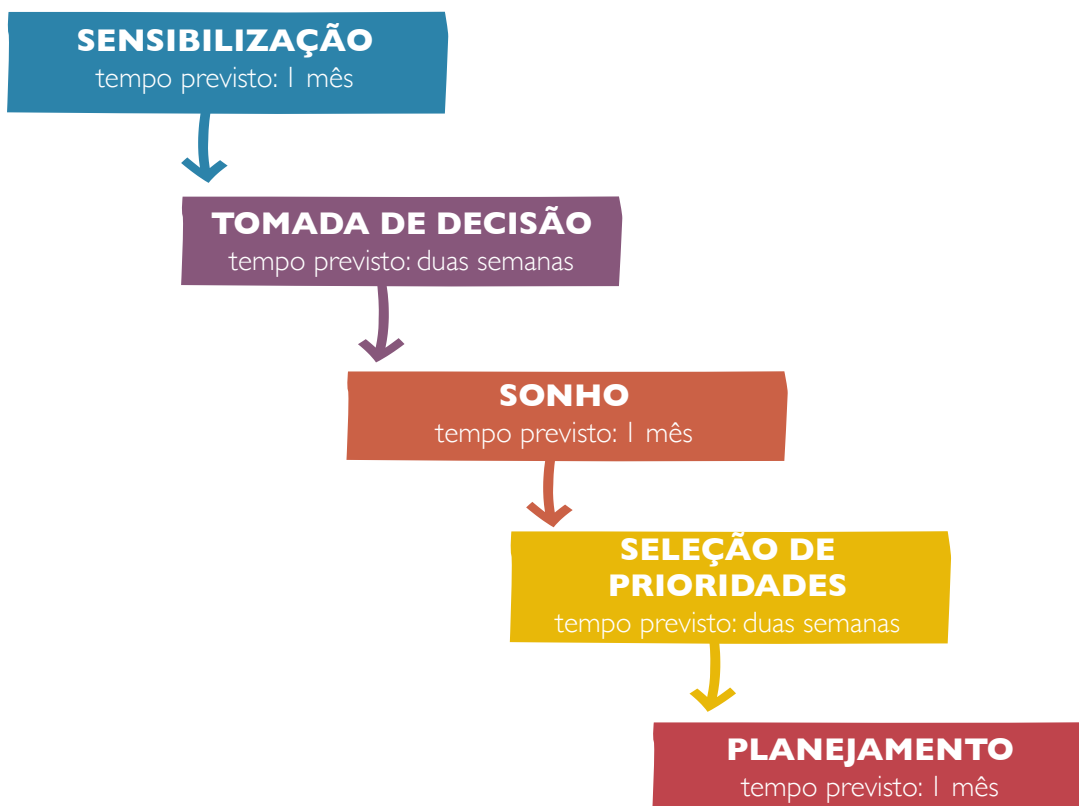 SENSIBILIZAÇÃO
tempo previsto: 1 mês
TOMADA DE DECISÃO
tempo previsto: duas semanas
SONHO
tempo previsto: 1 mês
SELEÇÃO DE
PRIORIDADES
tempo previsto: duas semanas
PLANEJAMENTO
tempo previsto: 1 mês